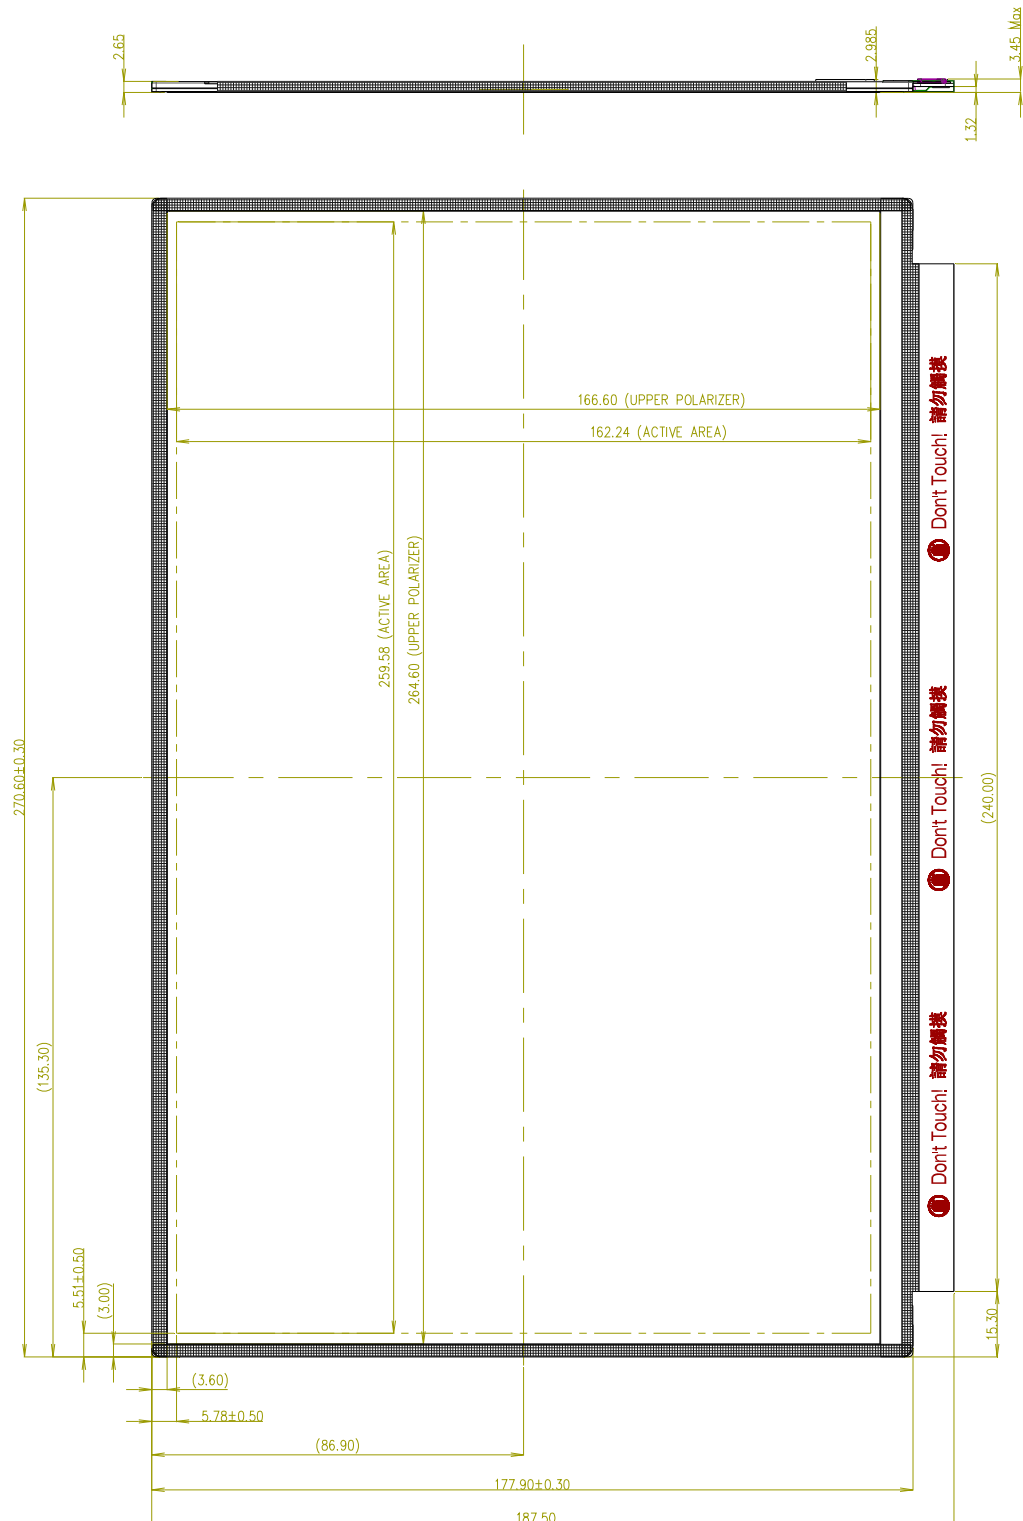 2.65
2.985
3.45 Max
1.32
166.60 (UPPER POLARIZER)
162.24 (ACTIVE AREA)
259.58 (ACTIVE AREA)
264.60 (UPPER POLARIZER)
270.60±0.30
(135.30)
(240.00)
Don't Touch! 請勿觸摸
Don't Touch! 請勿觸摸
Don't Touch! 請勿觸摸
5.51±0.50
(3.00)
15.30
(3.60)
5.78±0.50
(86.90)
177.90±0.30
187.50